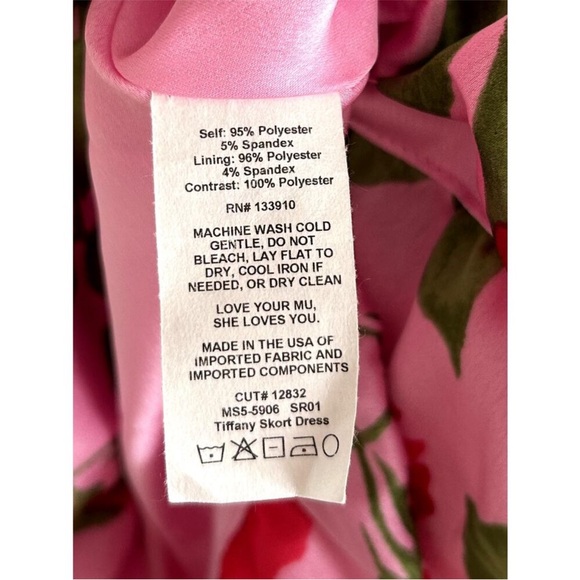 Self: 95% Polyester
5% Spandex
Lining: 96% Polyester
4% Spandex
Contrast: 100% Polyester
RN# 133910
MACHINE WASH COLD
GENTLE, DO NOT
BLEACH, LAY FLAT TO
DRY, COOL IRON IF
NEEDED, OR DRY CLEAN
LOVE YOUR MU,
SHE LOVES YOU.
MADE IN THE USA OF
IMPORTED FABRIC AND
IMPORTED COMPONENTS
CUT# 12832
MS5-5906 SR01
Tiffany Skort Dress